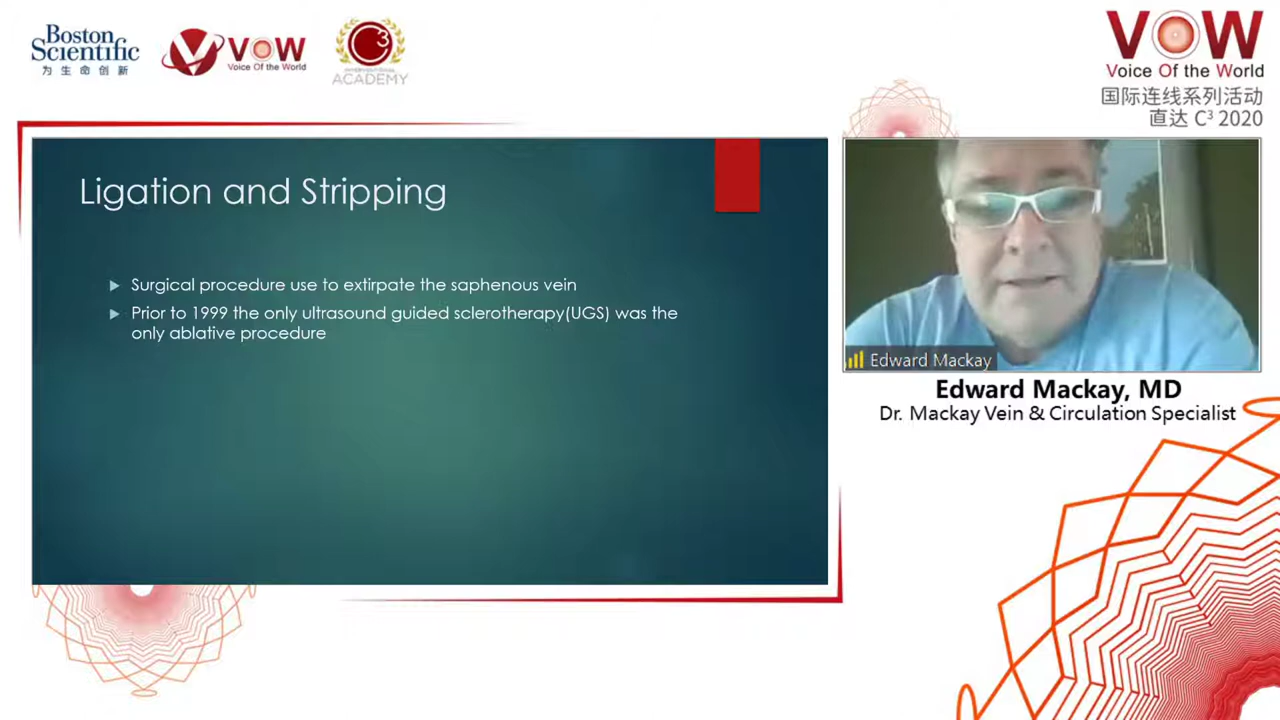 Boston
Scientific
为生命创新
VOW
Voice Of the World
C3
ACADEMY
VOW
Voice Of the World
国际连线系列活动
直达 C³ 2020
Ligation and Stripping
Surgical procedure use to extirpate the saphenous vein
Prior to 1999 the only ultrasound guided sclerotherapy(UGS) was the
only ablative procedure
Edward Mackay
Edward Mackay, MD
Dr. Mackay Vein & Circulation Specialist